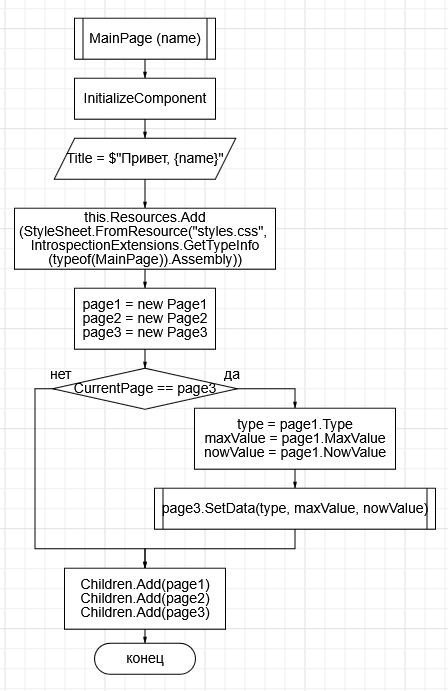 MainPage (name)
InitializeComponent
Title = $"Привет, {name}"
this.Resources.Add
(StyleSheet.FromResource("styles.css",
IntrospectionExtensions.GetTypeInfo
(typeof(MainPage)).Assembly))
page1 = new Page1
page2 = new Page2
page3 = new Page3
нет
да
CurrentPage == page3
type = page1.Type
maxValue = page1.MaxValue
nowValue = page1.NowValue
page3.SetData(type, maxValue, nowValue)
Children.Add(page1)
Children.Add(page2)
Children.Add(page3)
конец